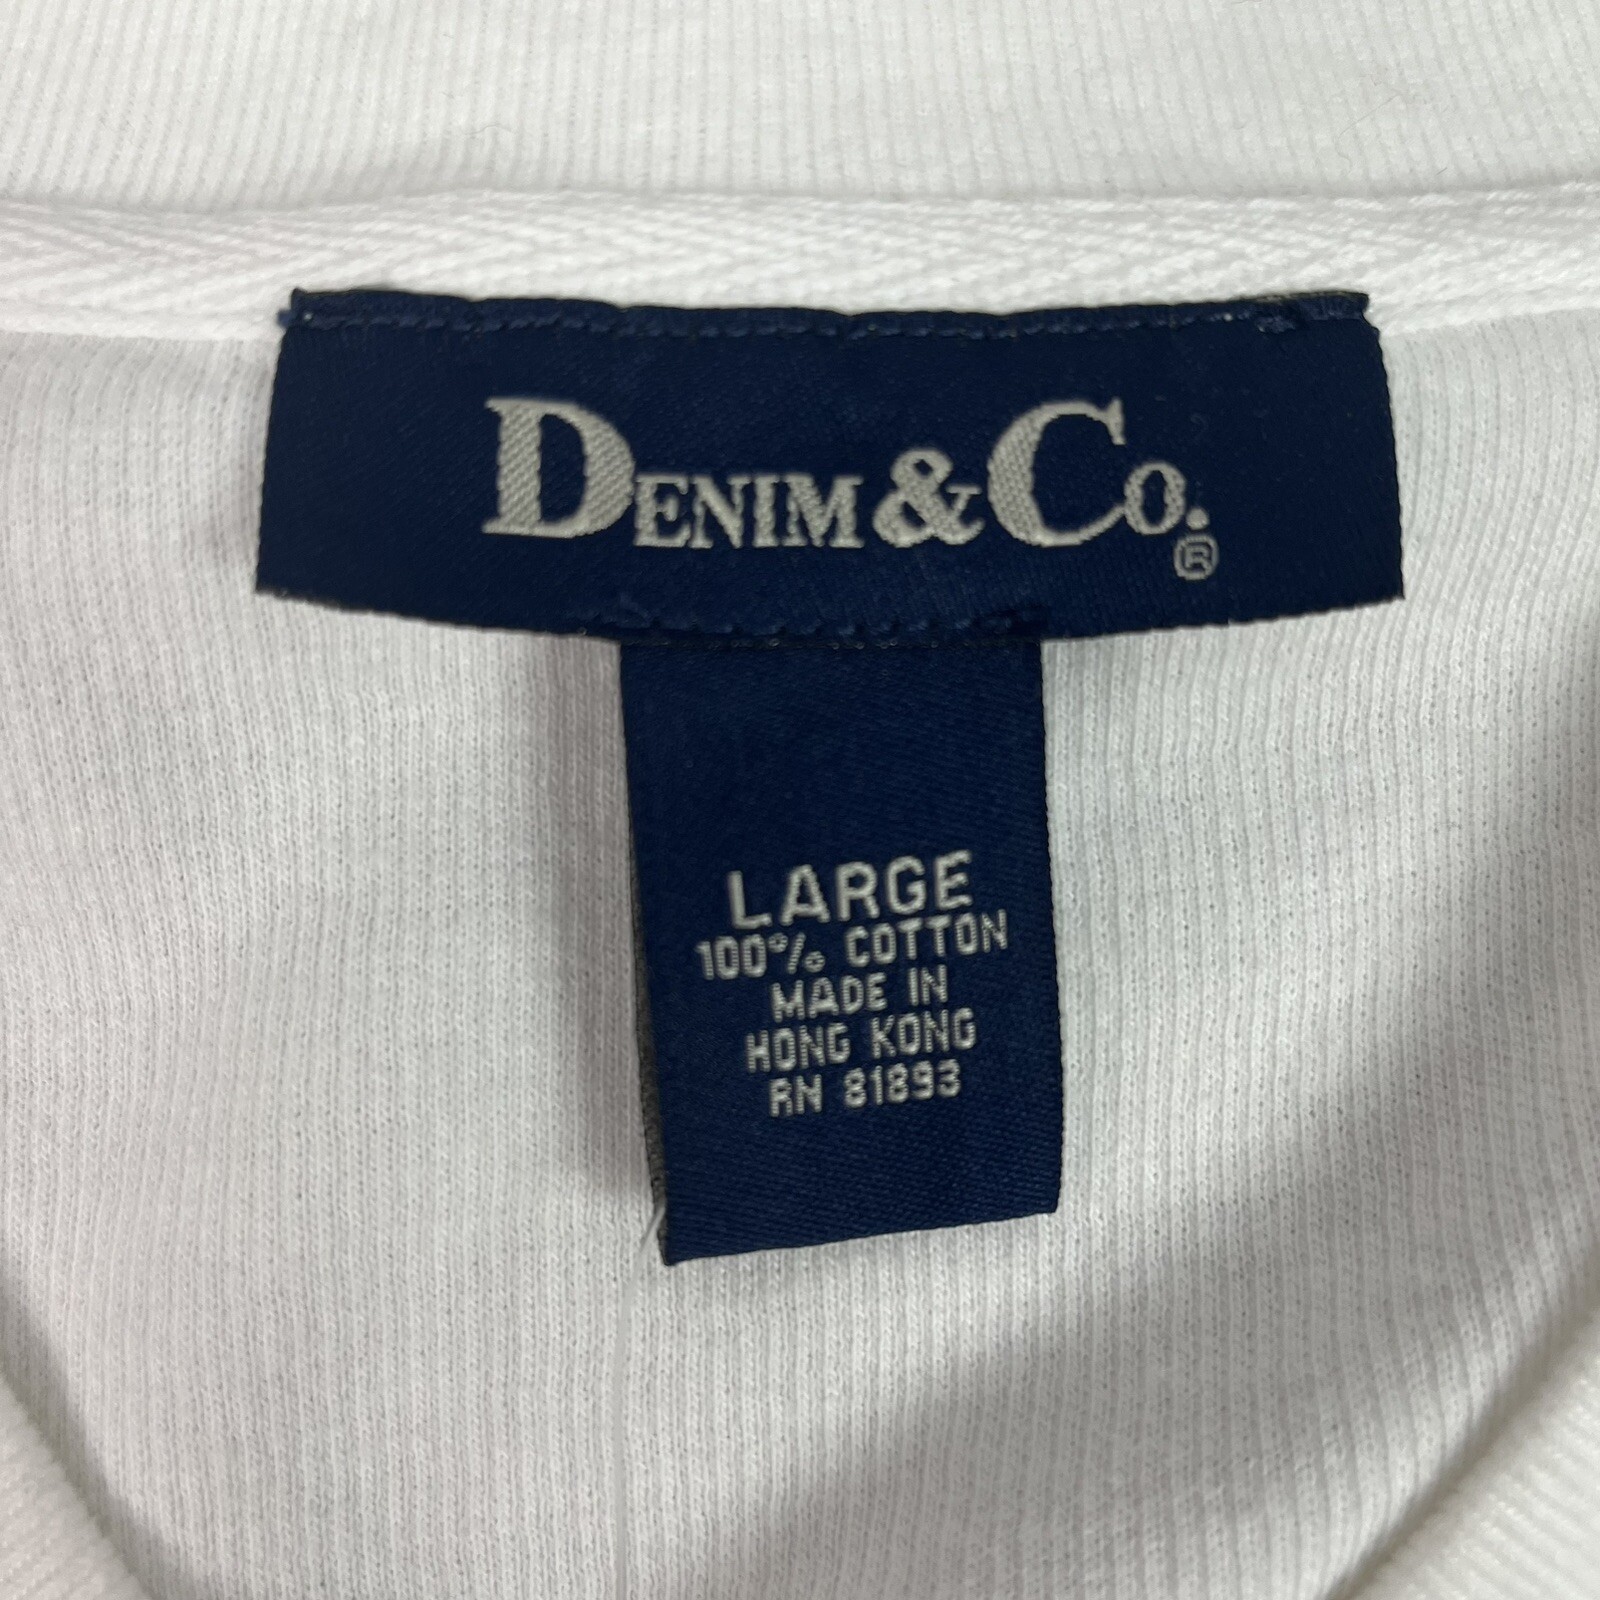 DENIM & CO.®
LARGE
100% COTTON
MADE IN
HONG KONG
RN 81893